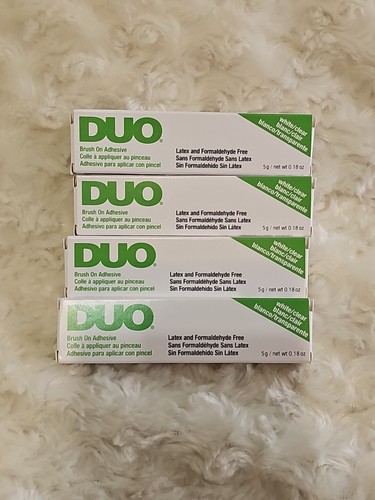 DUO®
Brush On Adhesive
Colle à appliquer au pinceau
Adhesivo para aplicar con pincel
Latex and Formaldehyde Free
Sans Formaldéhyde Sans Latex
Sin Formaldehido Sin Látex
white/clear
blanc/clair
blanco/transparente
5g / net wt 0.18 oz
DUO®
Brush On Adhesive
Colle à appliquer au pinceau
Adhesivo para aplicar con pincel
Latex and Formaldehyde Free
Sans Formaldéhyde Sans Latex
Sin Formaldehido Sin Látex
white/clear
blanc/clair
blanco/transparente
5g / net wt 0.18 oz
DUO®
Brush On Adhesive
Colle à appliquer au pinceau
Adhesivo para aplicar con pincel
Latex and Formaldehyde Free
Sans Formaldéhyde Sans Latex
Sin Formaldehido Sin Látex
white/clear
blanc/clair
blanco/transparente
5g / net wt 0.18 oz
DUO®
Brush On Adhesive
Colle à appliquer au pinceau
Adhesivo para aplicar con pincel
Latex and Formaldehyde Free
Sans Formaldéhyde Sans Latex
Sin Formaldehido Sin Látex
white/clear
blanc/clair
blanco/transparente
5g / net wt 0.18 oz